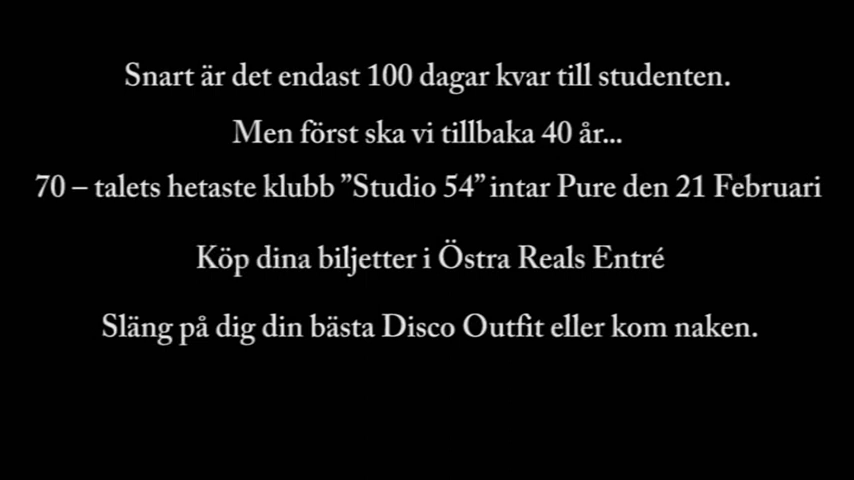 Snart är det endast 100 dagar kvar till studenten.
Men först ska vi tillbaka 40 år...
70 – talets hetaste klubb ”Studio 54” intar Pure den 21 Februari
Köp dina biljetter i Östra Reals Entré
Släng på dig din bästa Disco Outfit eller kom naken.